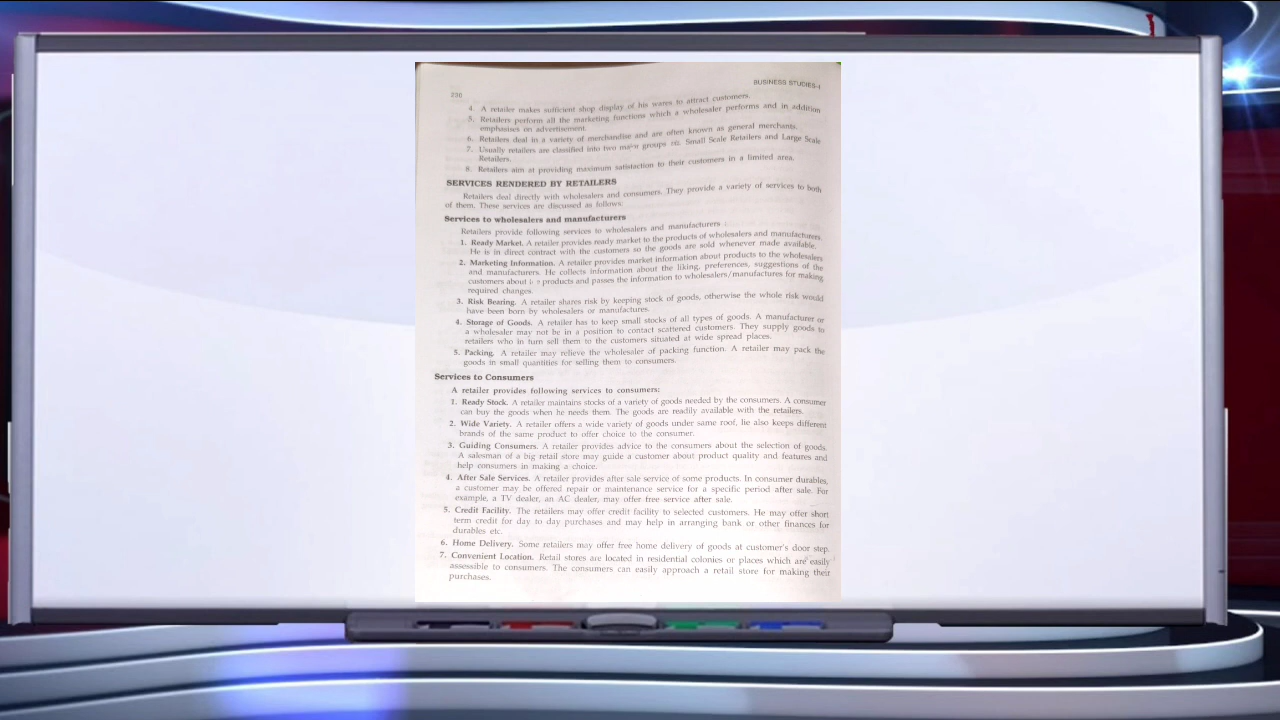 BUSINESS STUDIES-I
236
4. A retailer makes sufficient shop display of his wares to attract customers.
5. Retailers perform all the marketing functions which a wholesaler performs and in addition
emphasises on advertisement.
6. Retailers deal in a variety of merchandise and are often known as general merchants.
7. Usually retailers are classified into two major groups Small Scale Retailers and Large Scale
Retailers.
8. Retailers aim at providing maximum satisfaction to their customers in a limited area.
SERVICES RENDERED BY RETAILERS
Retailers deal directly with wholesalers and consumers. They provide a variety of services to both
of them. These services are discussed as follows:
Services to wholesalers and manufacturers
Retailers provide following services to wholesalers and manufacturers
1. Ready Market. A retailer provides ready market to the products of wholesalers and manufacturers.
He is in direct contract with the customers so the goods are sold whenever made available.
2. Marketing Information. A retailer provides market information about products to the wholesalers
and manufacturers. He collects information about the liking, preferences, suggestions of the
customers about products and passes the information to wholesalers/manufactures for making
required changes.
3. Risk Bearing. A retailer shares risk by keeping stock of goods, otherwise the whole risk would
have been born by wholesalers or manufactures.
4. Storage of Goods. A retailer has to keep small stocks of all types of goods. A manufacturer or
a wholesaler may not be in a position to contact scattered customers. They supply goods to
retailers who in turn sell them to the customers situated at wide spread places.
5. Packing. A retailer may relieve the wholesaler of packing function. A retailer may pack the
goods in small quantities for selling them to consumers.
Services to Consumers
A retailer provides following services to consumers:
1. Ready Stock. A retailer maintains stocks of a variety of goods needed by the consumers. A consumer
can buy the goods when he needs them. The goods are readily available with the retailers.
2. Wide Variety. A retailer offers a wide variety of goods under same roof, lie also keeps different
brands of the same product to offer choice to the consumer.
3. Guiding Consumers. A retailer provides advice to the consumers about the selection of goods.
A salesman of a big retail store may guide a customer about product quality and features and
help consumers in making a choice.
4. After Sale Services. A retailer provides after sale service of some products. In consumer durables,
a customer may be offered repair or maintenance service for a specific period after sale. For
example, a TV dealer, an AC dealer, may offer free service after sale.
5. Credit Facility. The retailers may offer credit facility to selected customers. He may offer short
term credit for day to day purchases and may help in arranging bank or other finances for
durables etc.
6. Home Delivery. Some retailers may offer free home delivery of goods at customer's door step.
7. Convenient Location. Retail stores are located in residential colonies or places which are easily
assessible to consumers. The consumers can easily approach a retail store for making their
purchases.